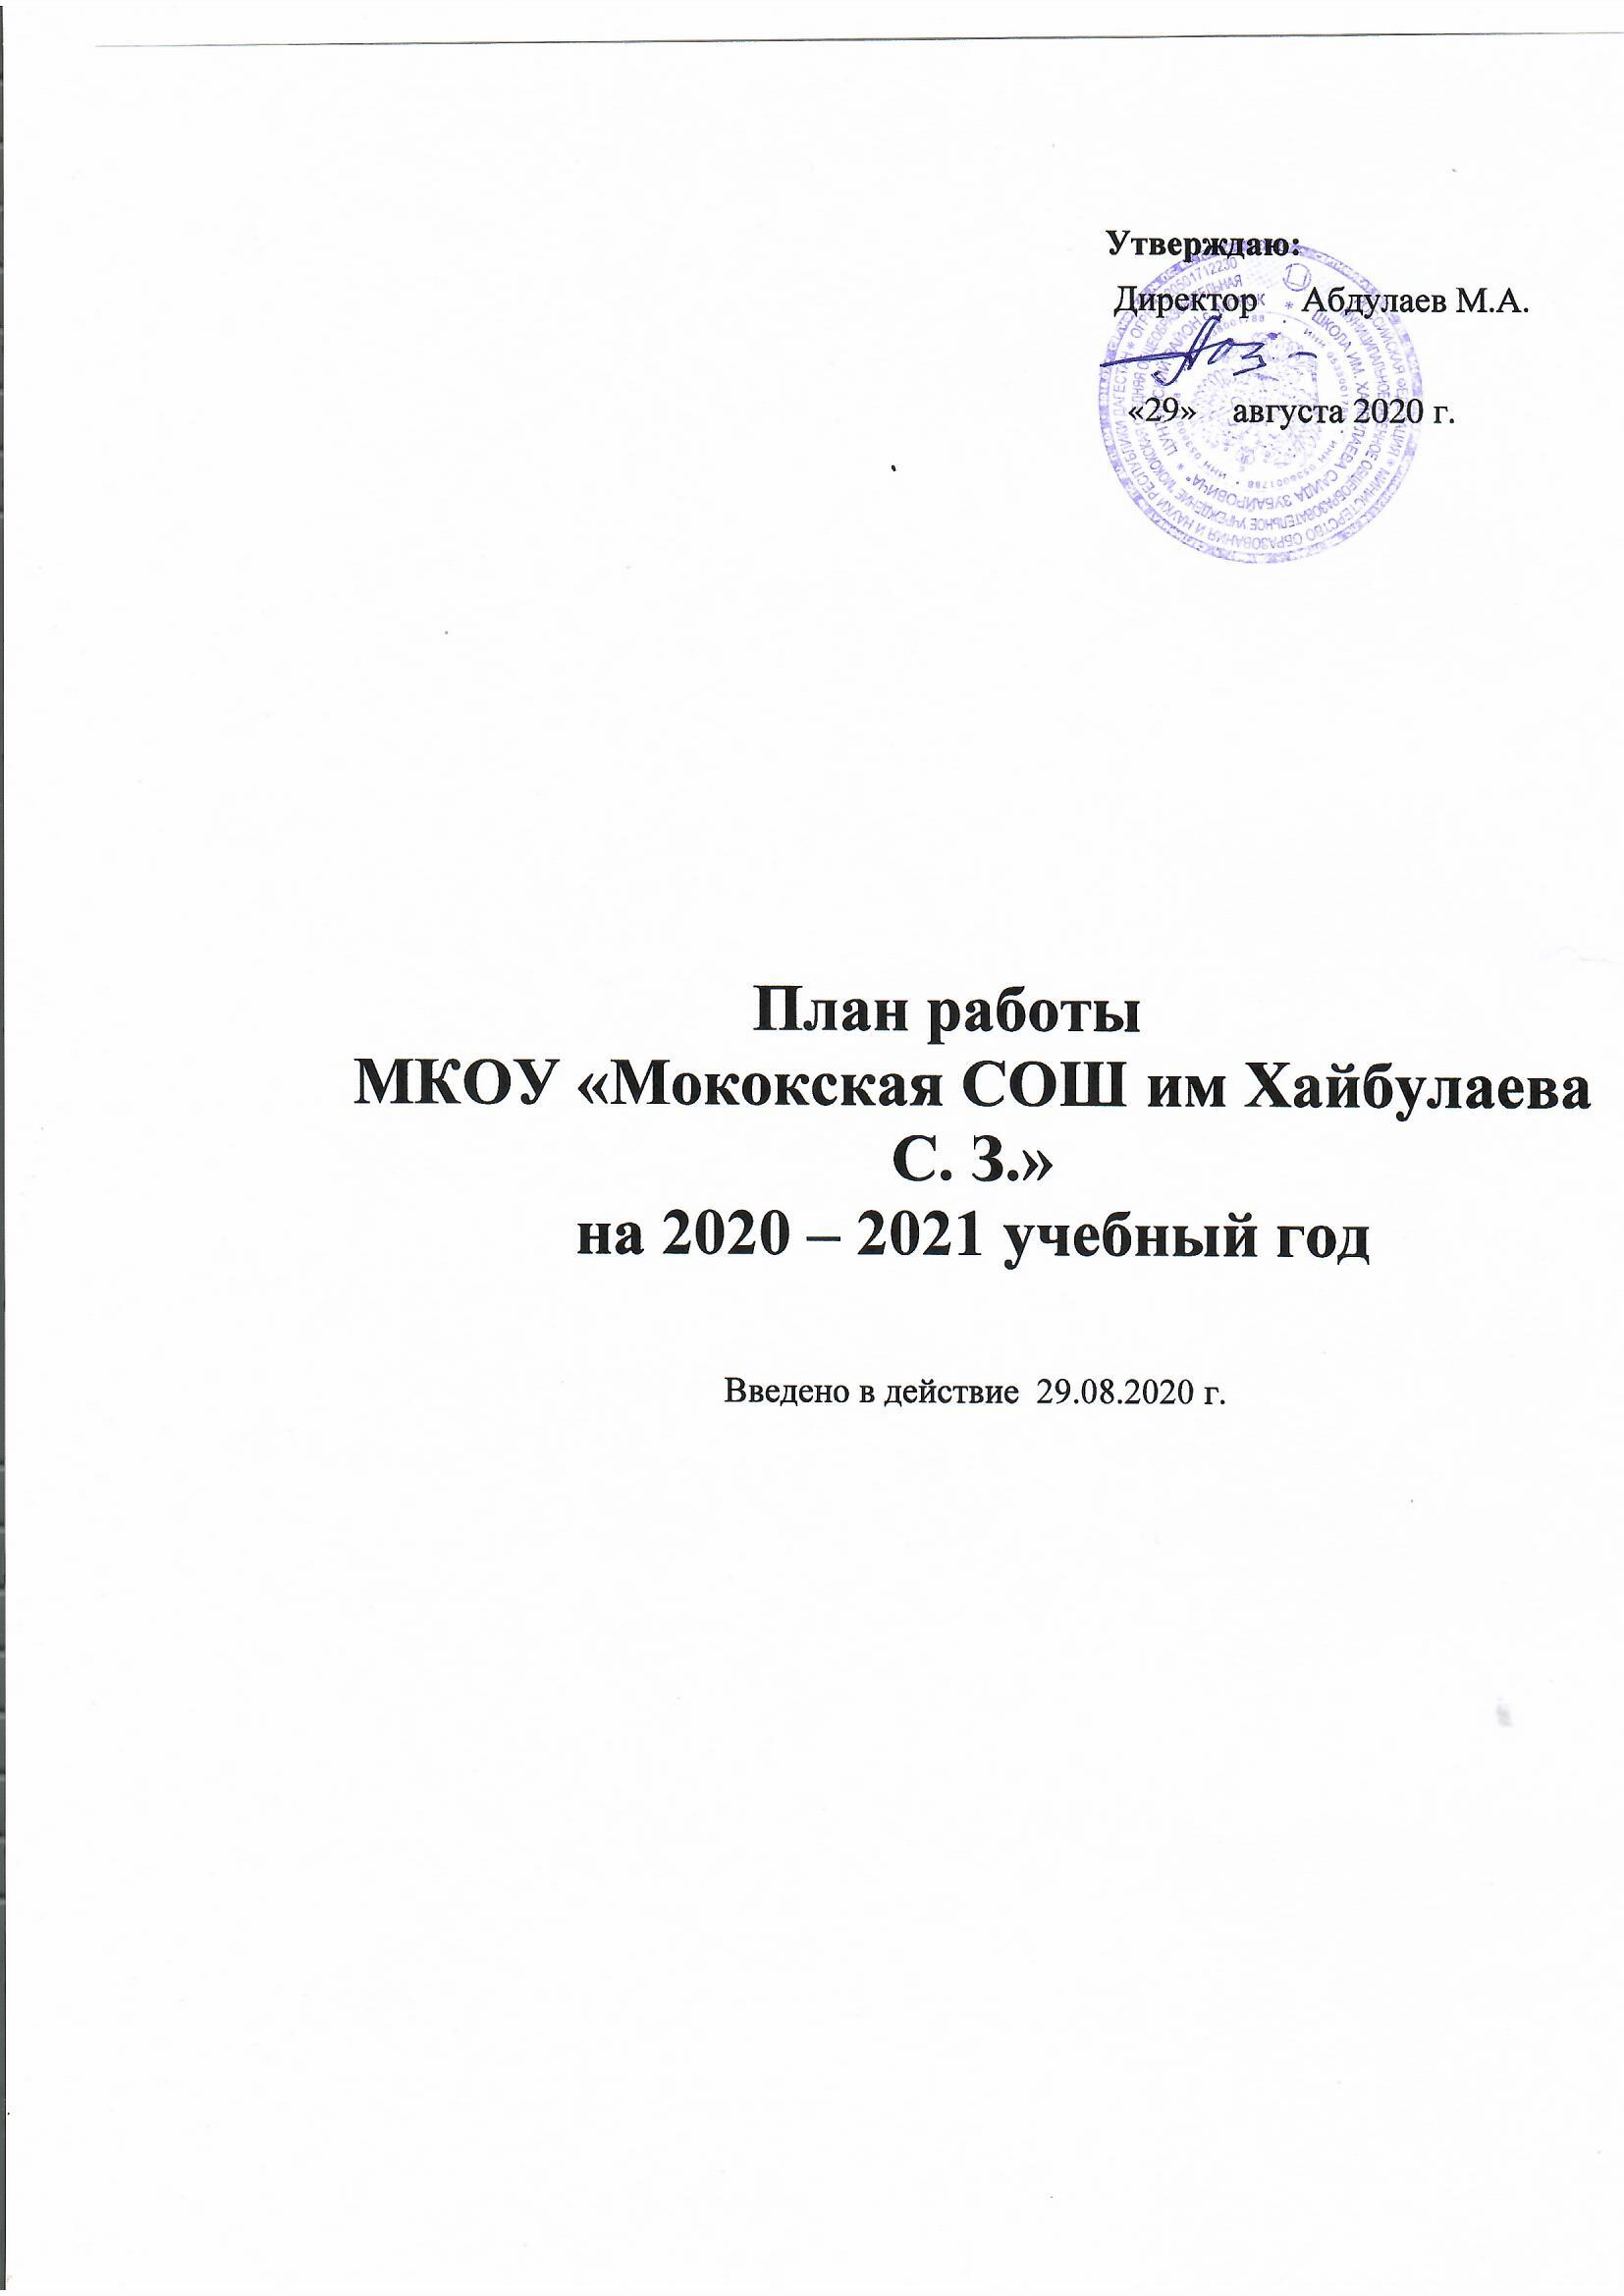 Утверждаю:
Директор Абдулаев М.А.
«29» августа 2020 г.
План работы
МКОУ «Мококская СОШ им Хайбулаева
С. З.»
на 2020 – 2021 учебный год
Введено в действие 29.08.2020 г.